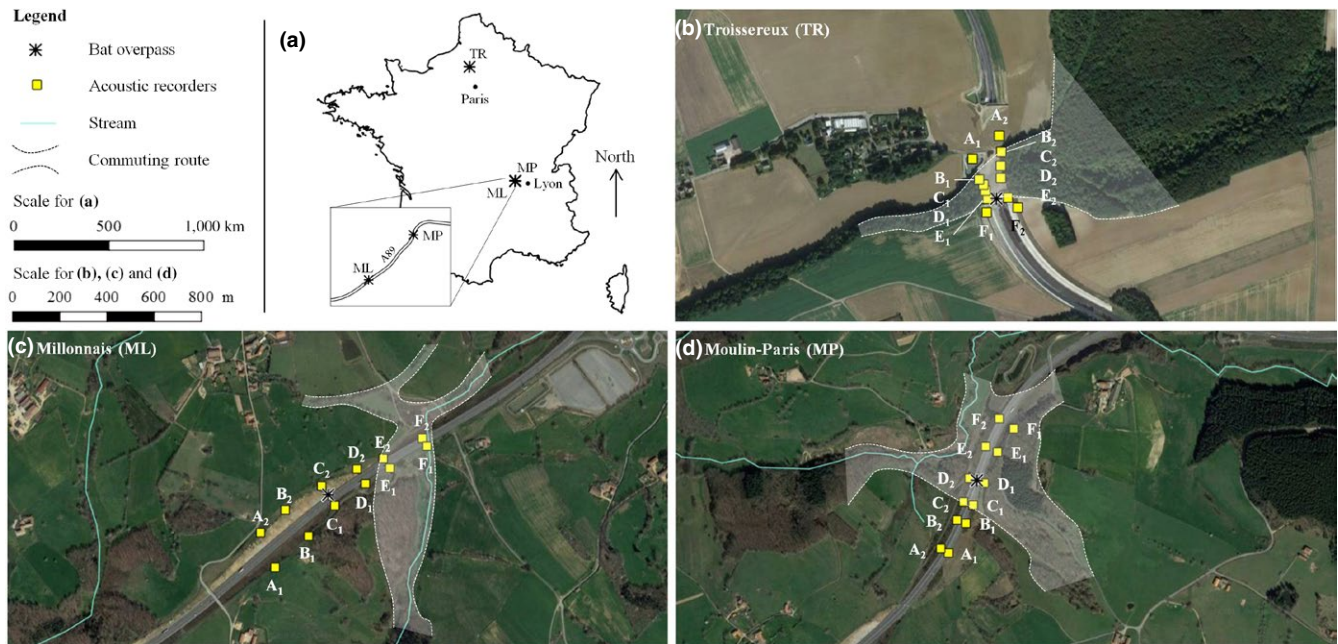 Legend
Bat overpass
Acoustic recorders
Stream
Commuting route
Scale for (a)
0 500 1,000 km
Scale for (b), (c) and (d)
0 200 400 600 800 m
(a)
TR
Paris
MP
ML
Lyon
North
A89
MP
ML
(b) Troissereux (TR)
A2
A1
B2
C2
B1
D2
C1
E2
D1
E1
F1
F2
(c) Millonnais (ML)
F2
E2
D2
F1
C2
E1
B2
D1
A2
C1
B1
A1
(d) Moulin-Paris (MP)
F2
F1
E2
E1
D2
D1
C2
C1
B2
B1
A2
A1